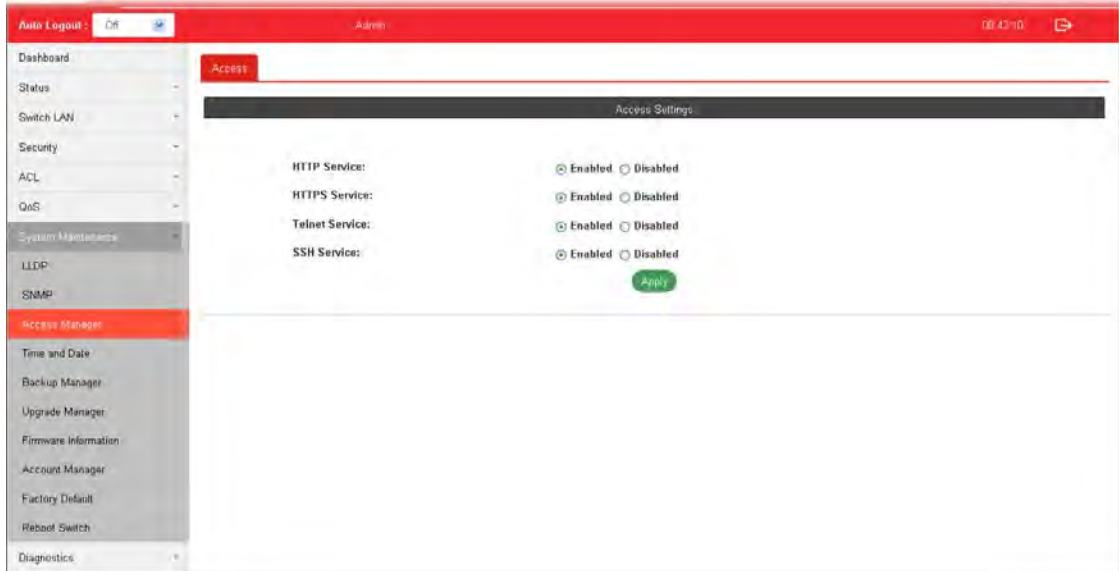 Auto Logout : Off
Admin
Dashboard
Status
Switch LAN
Security
ACL
QoS
System Maintenance
LLDP
SNMP
Access Manager
Time and Date
Backup Manager
Upgrade Manager
Firmware Information
Account Manager
Factory Default
Reboot Switch
Diagnostics
Access
Access Settings
HTTP Service: Enabled Disabled
HTTPS Service: Enabled Disabled
Telnet Service: Enabled Disabled
SSH Service: Enabled Disabled
Apply